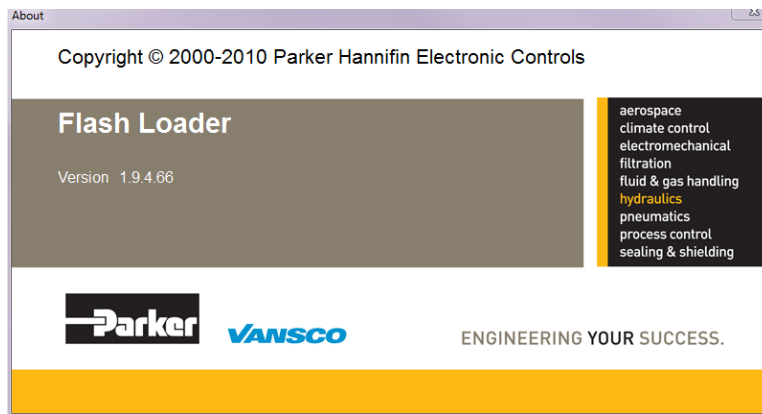 About
Copyright © 2000-2010 Parker Hannifin Electronic Controls
Flash Loader
Version 1.9.4.66
aerospace
climate control
electromechanical
filtration
fluid & gas handling
hydraulics
pneumatics
process control
sealing & shielding
Parker
VANSCO
ENGINEERING YOUR SUCCESS.